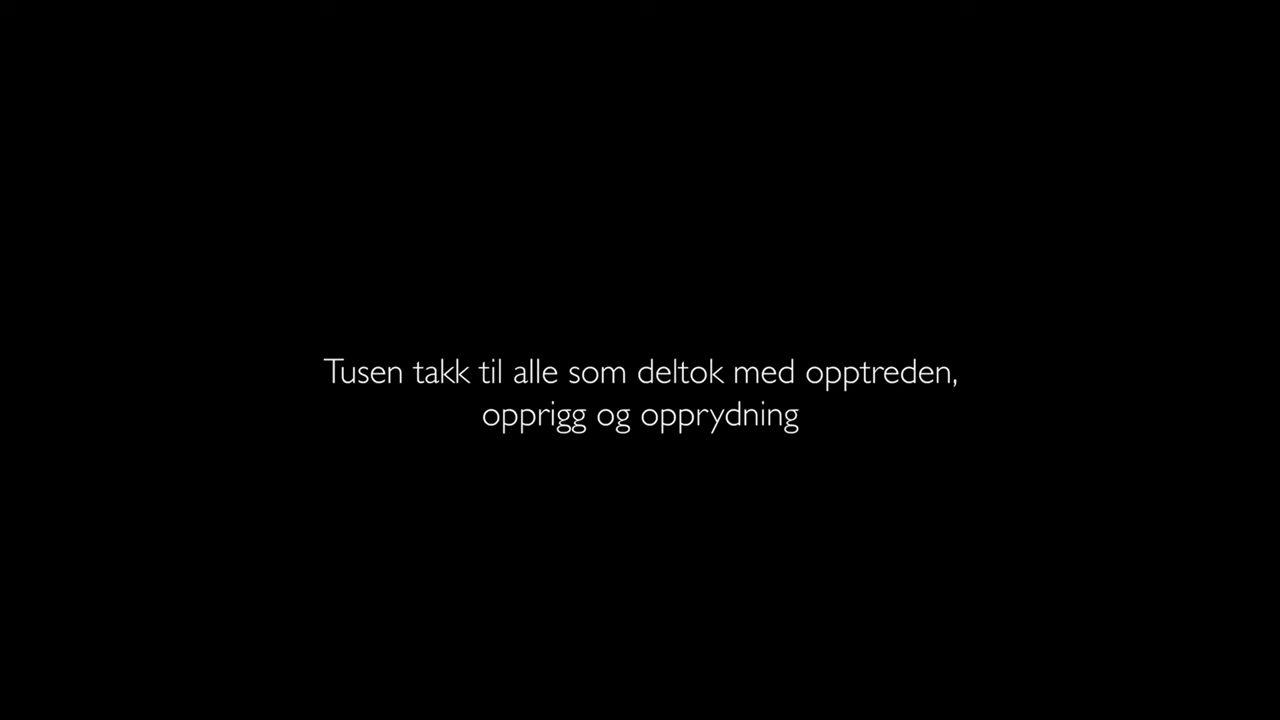 Tusen takk til alle som deltok med opptreden,
opprigg og opprydning